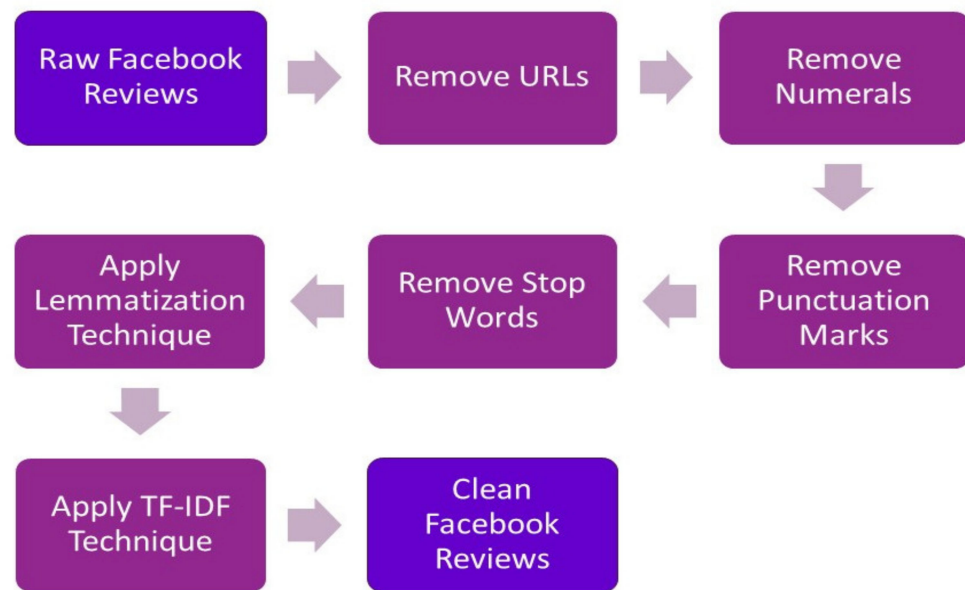 Raw Facebook
Reviews
Remove URLs
Remove
Numerals
Remove
Punctuation
Marks
Remove Stop
Words
Apply
Lemmatization
Technique
Apply TF-IDF
Technique
Clean
Facebook
Reviews